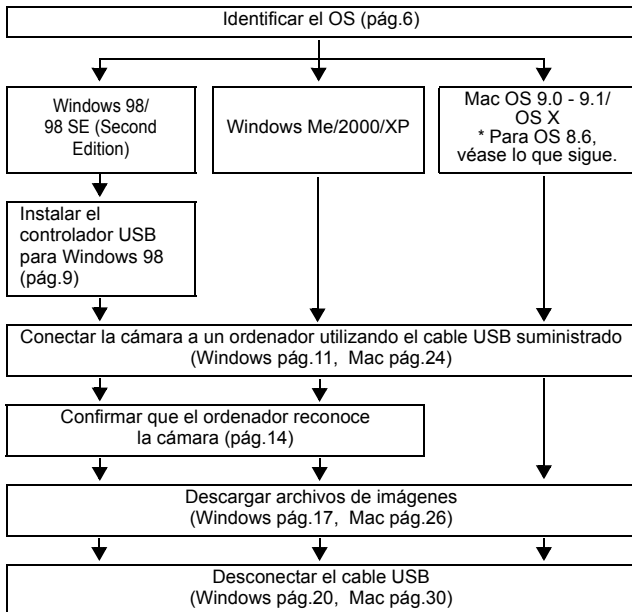 Identificar el OS (pág.6)
Windows 98/
98 SE (Second
Edition)
Windows Me/2000/XP
Mac OS 9.0 - 9.1/
OS X
* Para OS 8.6,
véase lo que sigue.
Instalar el
controlador USB
para Windows 98
(pág.9)
Conectar la cámara a un ordenador utilizando el cable USB suministrado
(Windows pág.11, Mac pág.24)
Confirmar que el ordenador reconoce
la cámara (pág.14)
Descargar archivos de imágenes
(Windows pág.17, Mac pág.26)
Desconectar el cable USB
(Windows pág.20, Mac pág.30)